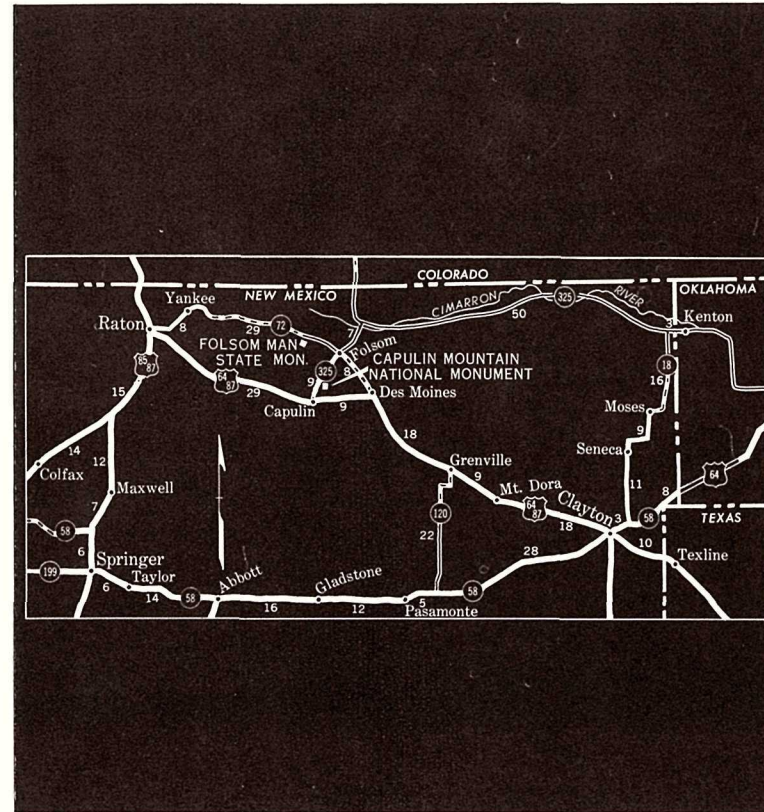 COLORADO
NEW MEXICO
OKLAHOMA
CIMARRON RIVER
325
50
Yankee
Raton
8
29
72
7
Folsom
3
Kenton
FOLSOM MAN
STATE MON.
325
8
9
CAPULIN MOUNTAIN
NATIONAL MONUMENT
85
87
64
87
29
Capulin
9
Des Moines
18
16
15
14
12
Colfax
Maxwell
7
18
Moses
9
Seneca
Grenville
9
Mt. Dora
64
87
18
Clayton
11
8
64
3
58
TEXAS
58
120
22
6
Springer
199
6
Taylor
14
58
Abbott
16
Gladstone
12
Pasamonte
5
58
28
10
Texline